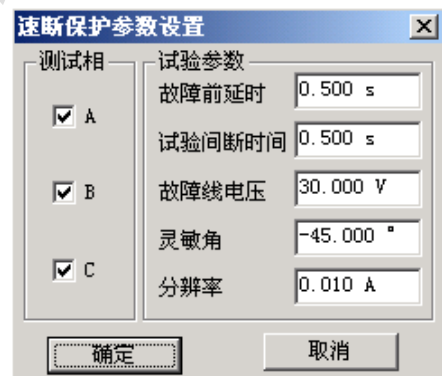 速断保护参数设置
测试相
A
B
C
试验参数
故障前延时 0.500 s
试验间断时间 0.500 s
故障线电压 30.000 V
灵敏角 -45.000 °
分辨率 0.010 A
确定 取消